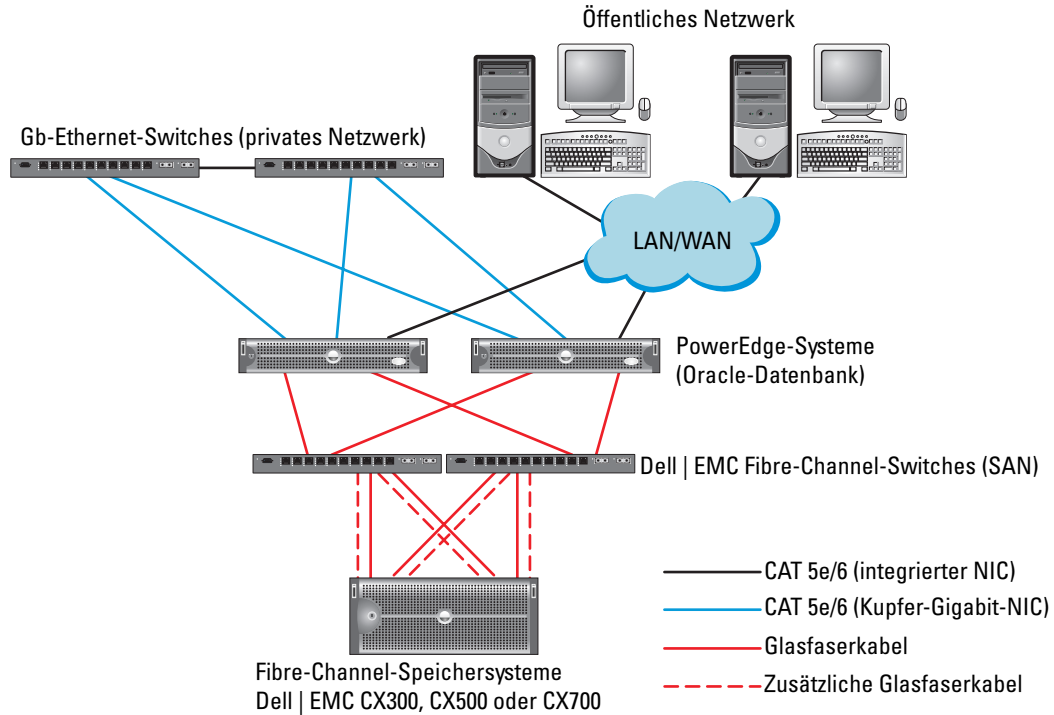 Öffentliches Netzwerk
Gb-Ethernet-Switches (privates Netzwerk)
LAN/WAN
PowerEdge-Systeme
(Oracle-Datenbank)
Dell | EMC Fibre-Channel-Switches (SAN)
CAT 5e/6 (integrierter NIC)
CAT 5e/6 (Kupfer-Gigabit-NIC)
Glasfaserkabel
Zusätzliche Glasfaserkabel
Fibre-Channel-Speichersysteme
Dell | EMC CX300, CX500 oder CX700